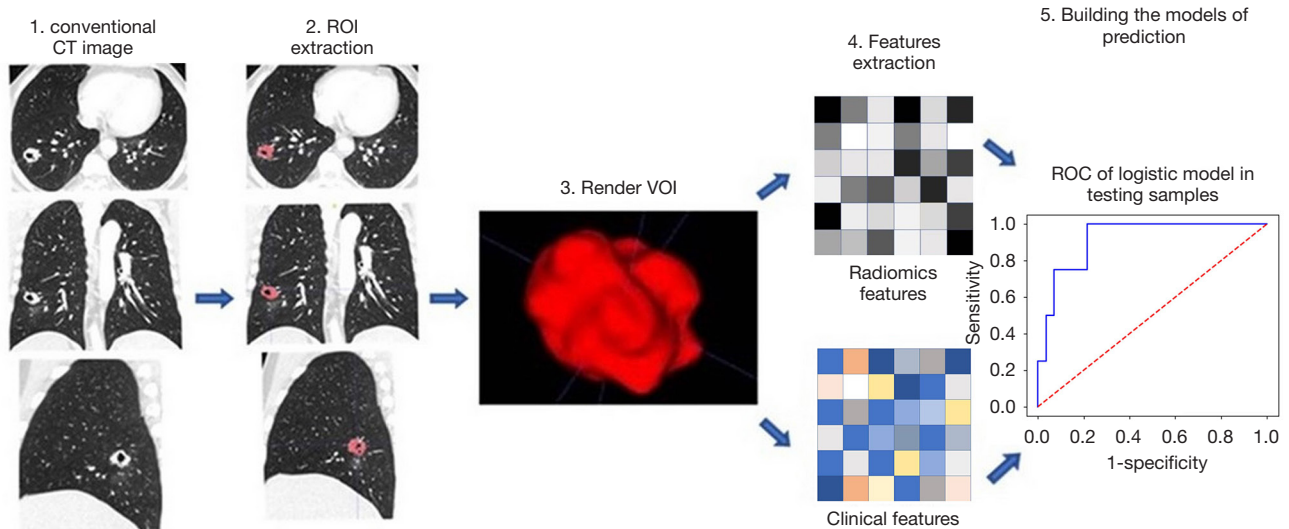 1. conventional
CT image
2. ROI
extraction
3. Render VOI
4. Features
extraction
Radiomics
features
Clinical features
5. Building the models of
prediction
ROC of logistic model in
testing samples
Sensitivity
1.0
0.8
0.6
0.4
0.2
0.0
0.0 0.2 0.4 0.6 0.8 1.0
1-specificity